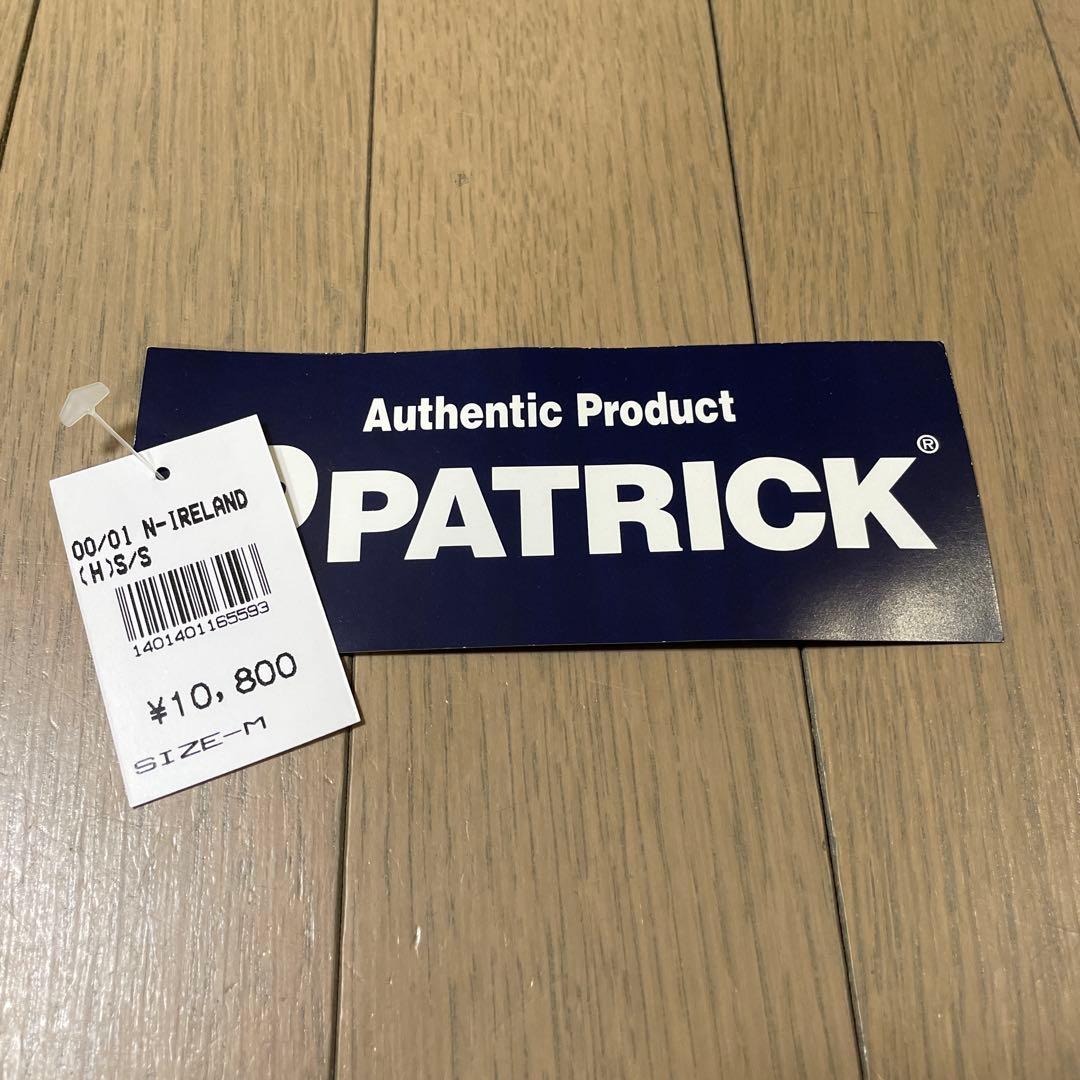 Authentic Product
PATRICK®
00/01 N-IRELAND
(H)S/S
1401401165593
¥10,800
SIZE-M